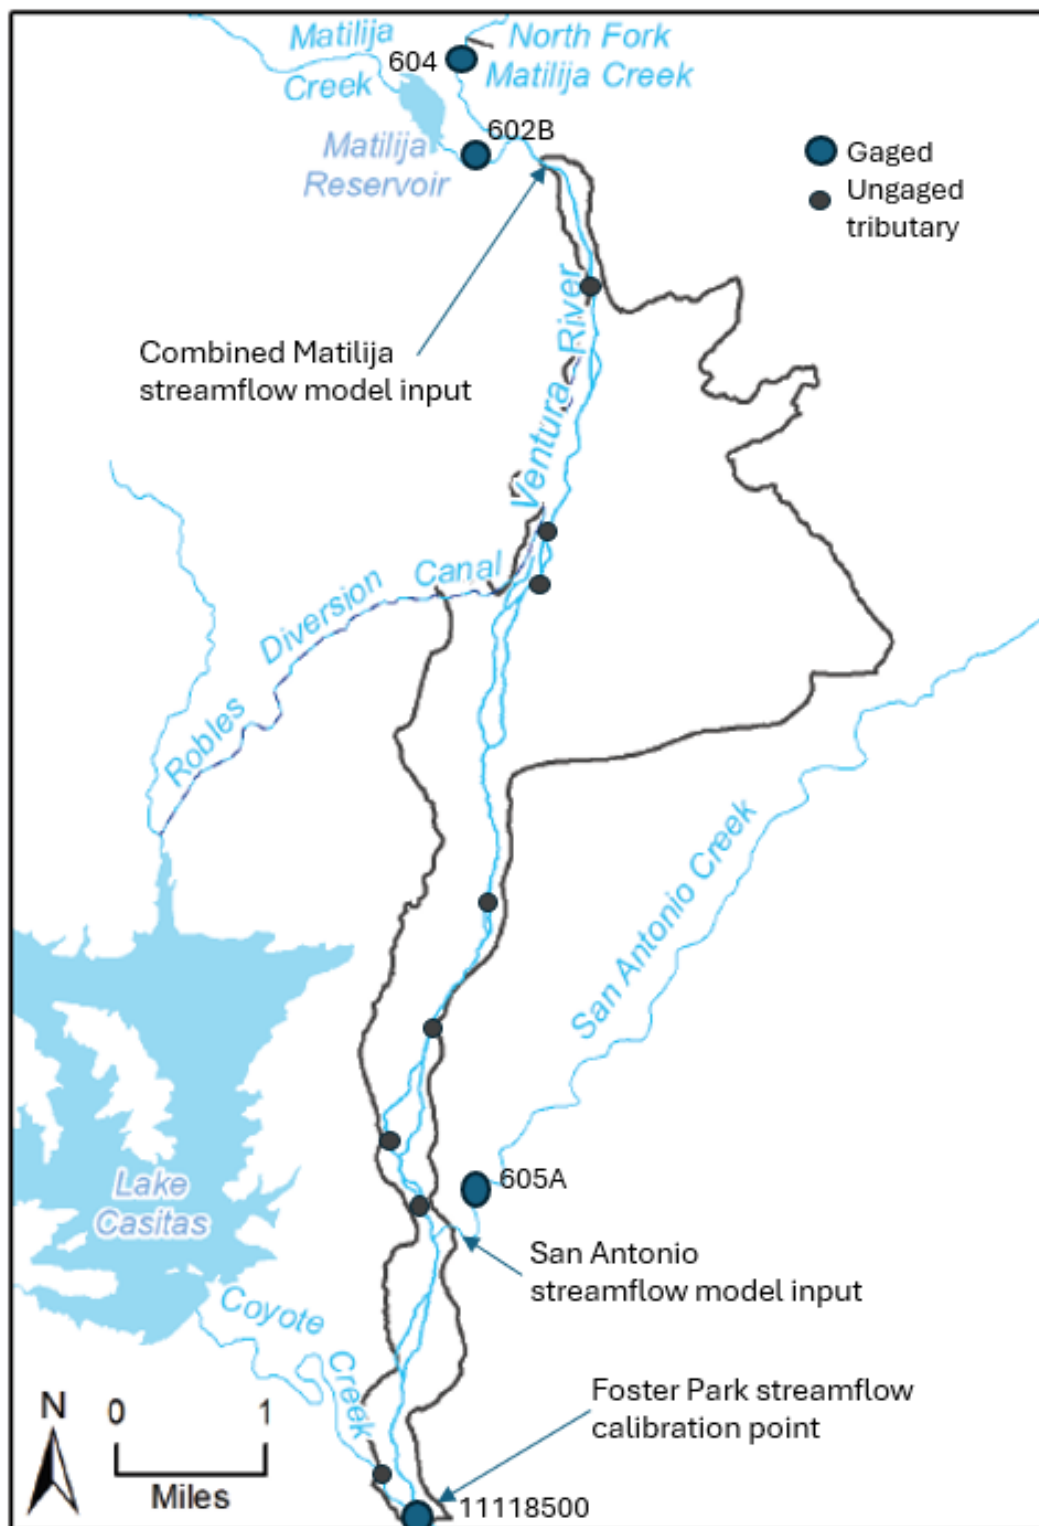 Matilija
Creek
604
North Fork
Matilija Creek
602B
Matilija
Reservoir
Gaged
Ungaged
tributary
Combined Matilija
streamflow model input
Ventura River
Robles Diversion Canal
San Antonio Creek
605A
Lake
Casitas
San Antonio
streamflow model input
Coyote
Creek
Foster Park streamflow
calibration point
N
0 1
Miles
11118500